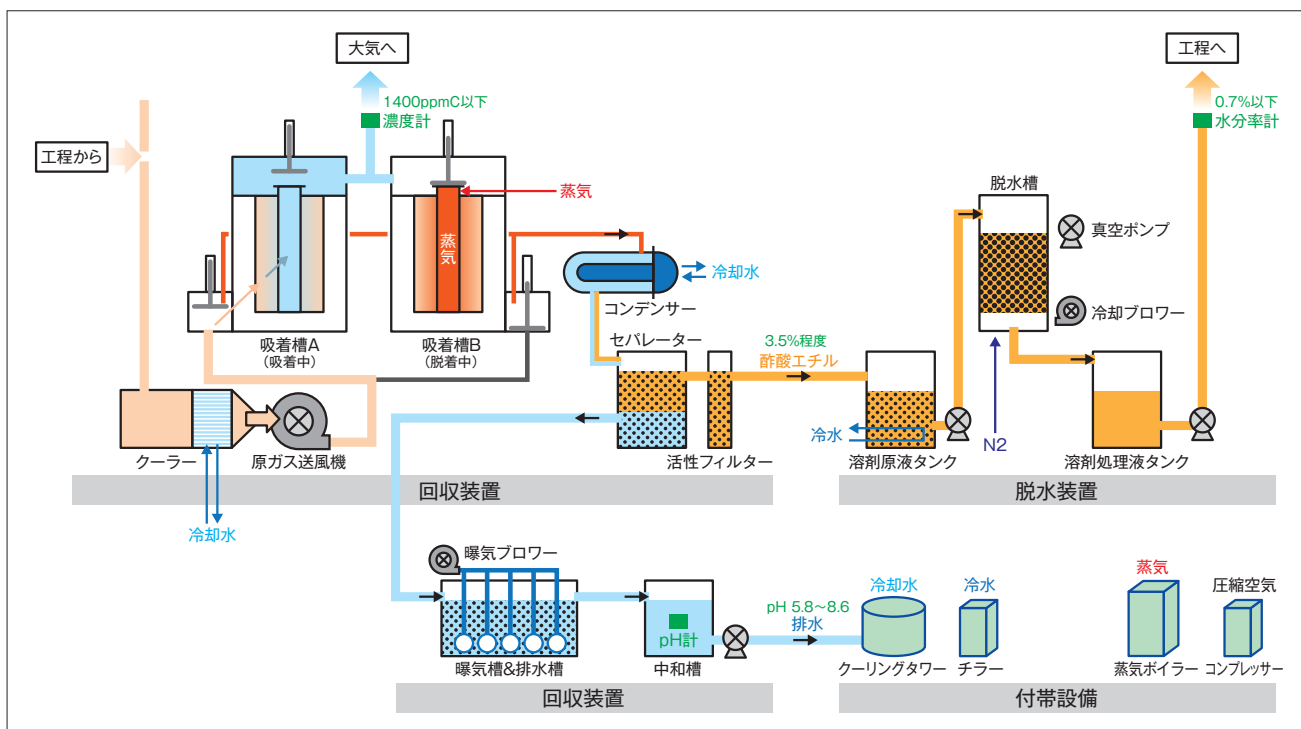 大気へ
工程へ
1400ppmC以下
濃度計
0.7%以下
水分率計
工程から
脱水槽
蒸気
真空ポンプ
蒸気
冷却水
コンデンサー
冷却ブロワー
吸着槽A
(吸着中)
吸着槽B
(脱着中)
セパレーター
3.5%程度
酢酸エチル
冷水
N2
クーラー
原ガス送風機
活性フィルター
溶剤原液タンク
溶剤処理液タンク
回収装置
脱水装置
冷却水
曝気ブロワー
冷却水
冷水
蒸気
圧縮空気
pH 5.8～8.6
排水
pH計
曝気槽&排水槽
中和槽
クーリングタワー
チラー
蒸気ボイラー
コンプレッサー
回収装置
付帯設備